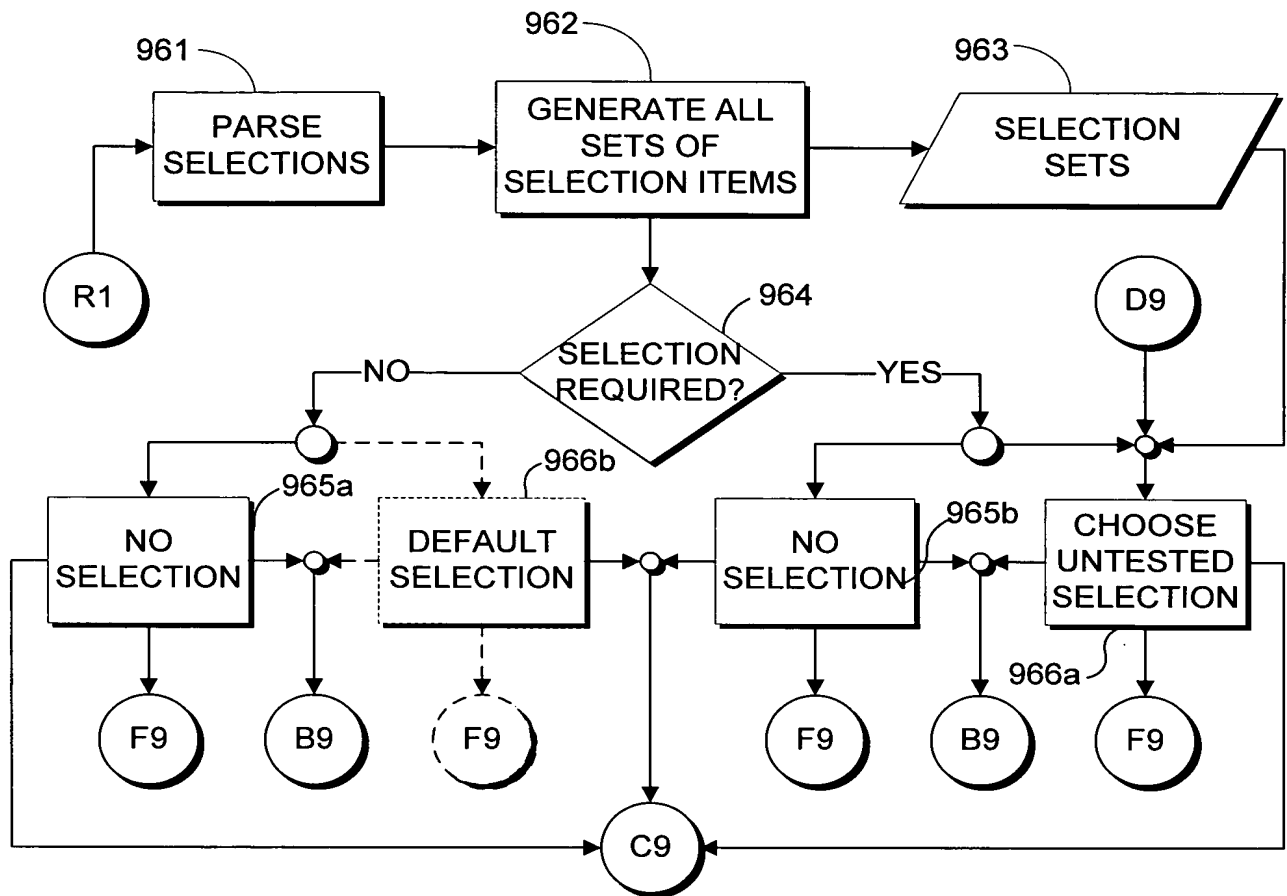 961
962
963
PARSE
SELECTIONS
GENERATE ALL
SETS OF
SELECTION ITEMS
SELECTION
SETS
R1
964
D9
SELECTION
REQUIRED?
NO
YES
966b
965a
965b
NO
SELECTION
DEFAULT
SELECTION
NO
SELECTION
CHOOSE
UNTESTED
SELECTION
966a
F9
B9
F9
F9
B9
F9
C9